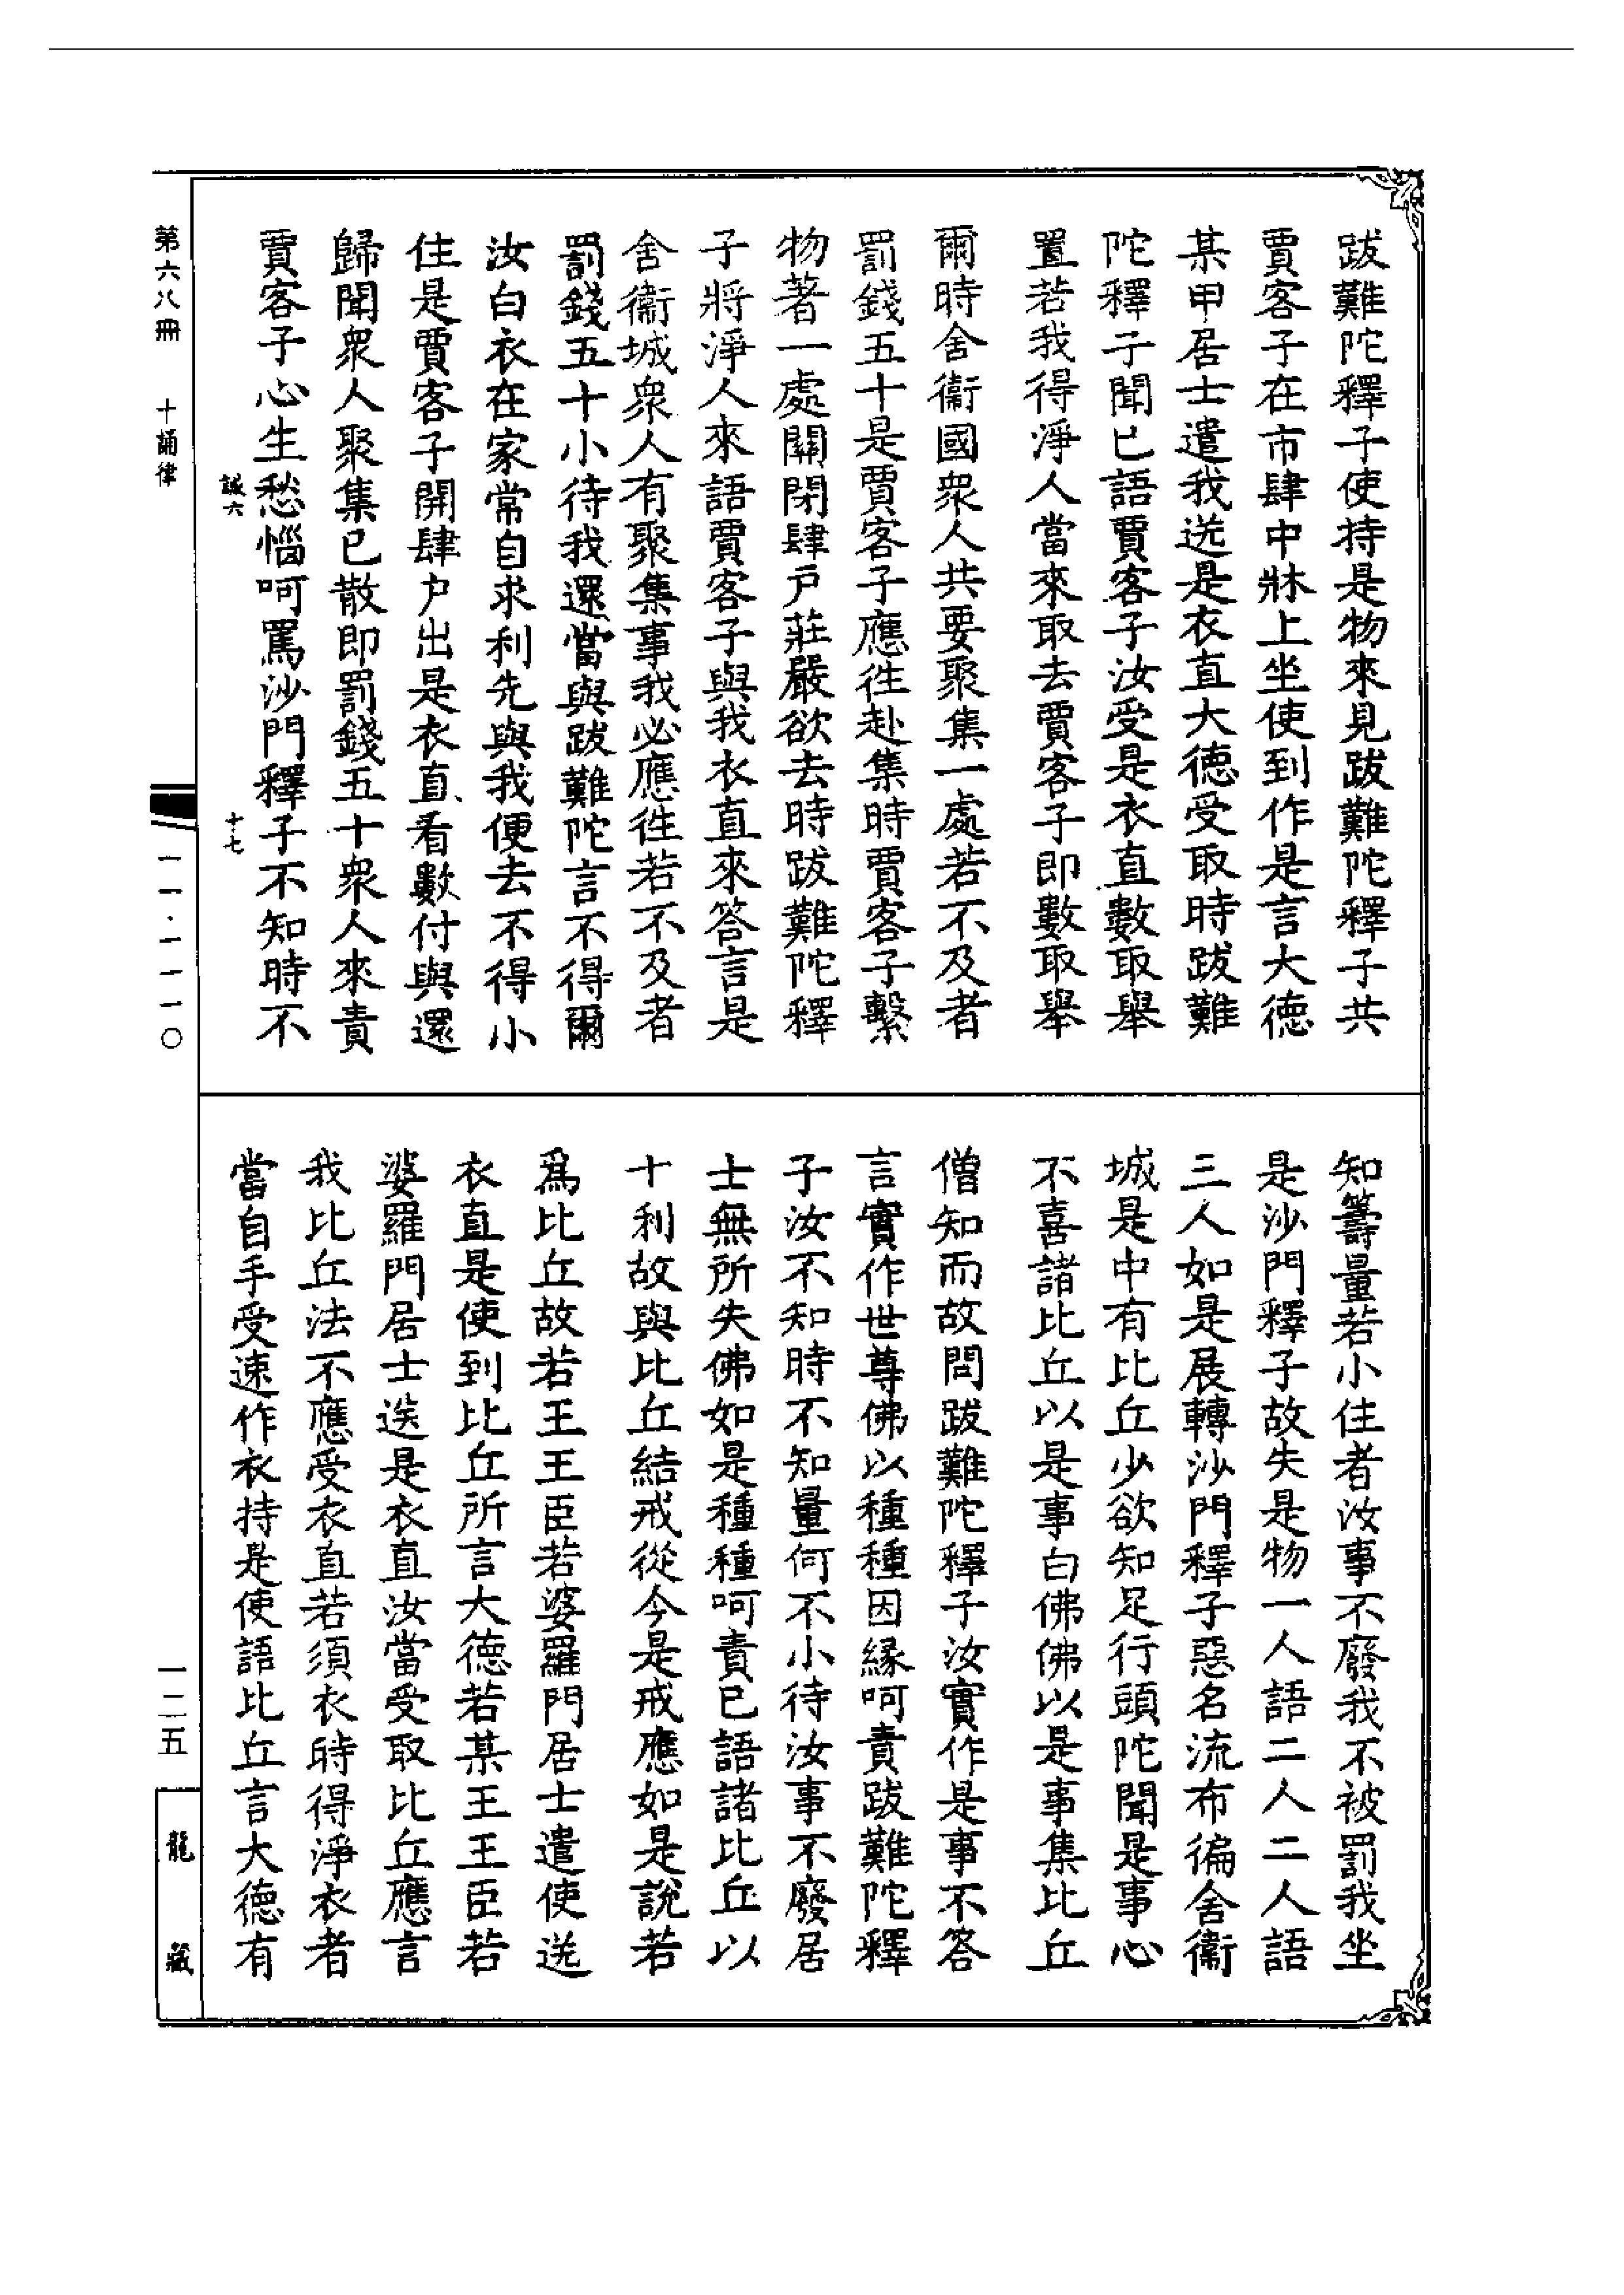 跋難陀釋子使持是物來見跋難陀釋子共
賈客子在市肆中牀上坐使到作是言大德
某甲居士遣我送是衣直大德受取時跋難
陀釋子聞已語賈客子汝受是衣直數取舉
置若我得淨人當來取去賈客子即數取舉
爾時舍衞國衆人共要聚集一處若不及者
罰錢五十是賈客子應往赴集時賈客子繫
物著一處關閉肆戶莊嚴欲去時跋難陀釋
子將淨人來語賈客子與我衣直來答言是
舍衞城衆人有聚集事我必應往若不及者
罰錢五十小待我還當與跋難陀言不得爾
汝白衣在家常自求利先與我便去不得小
住是賈客子開肆戶出是衣直看數付與還
歸聞衆人聚集已散即罰錢五十衆人來責
賈客子心生愁惱呵罵沙門釋子不知時不
知籌量若小住者汝事不廢我不被罰我坐
是沙門釋子故失是物一人語二人二人語
三人如是展轉沙門釋子惡名流布徧舍衞
城是中有比丘少欲知足行頭陀聞是事心
不喜諸比丘以是事白佛佛以是事集比丘
僧知而故問跋難陀釋子汝實作是事不答
言實作世尊佛以種種因緣呵責跋難陀釋
子汝不知時不知量何不小待汝事不廢居
士無所失佛如是種種呵責已語諸比丘以
十利故與比丘結戒從今是戒應如是說若
爲比丘故若王王臣若婆羅門居士遣使送
衣直是使到比丘所言大德若某王王臣若
婆羅門居士送是衣直汝當受取比丘應言
我比丘法不應受衣直若須衣時得淨衣者
當自手受速作衣持是使語比丘言大德有
第六八冊 十誦律
誠六 十七
一一·一一一〇
一二五
龍藏